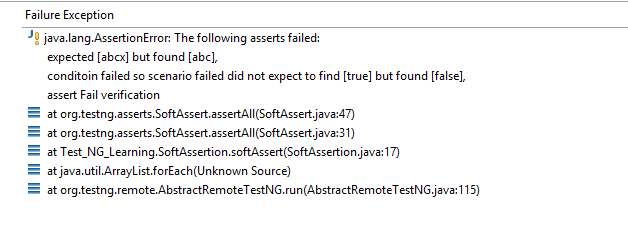 Failure Exception
java.lang.AssertionError: The following asserts failed:
expected [abcx] but found [abc],
conditoin failed so scenario failed did not expect to find [true] but found [false],
assert Fail verification
at org.testng.asserts.SoftAssert.assertAll(SoftAssert.java:47)
at org.testng.asserts.SoftAssert.assertAll(SoftAssert.java:31)
at Test_NG_Learning.SoftAssertion.softAssert(SoftAssertion.java:17)
at java.util.ArrayList.forEach(Unknown Source)
at org.testng.remote.AbstractRemoteTestNG.run(AbstractRemoteTestNG.java:115)